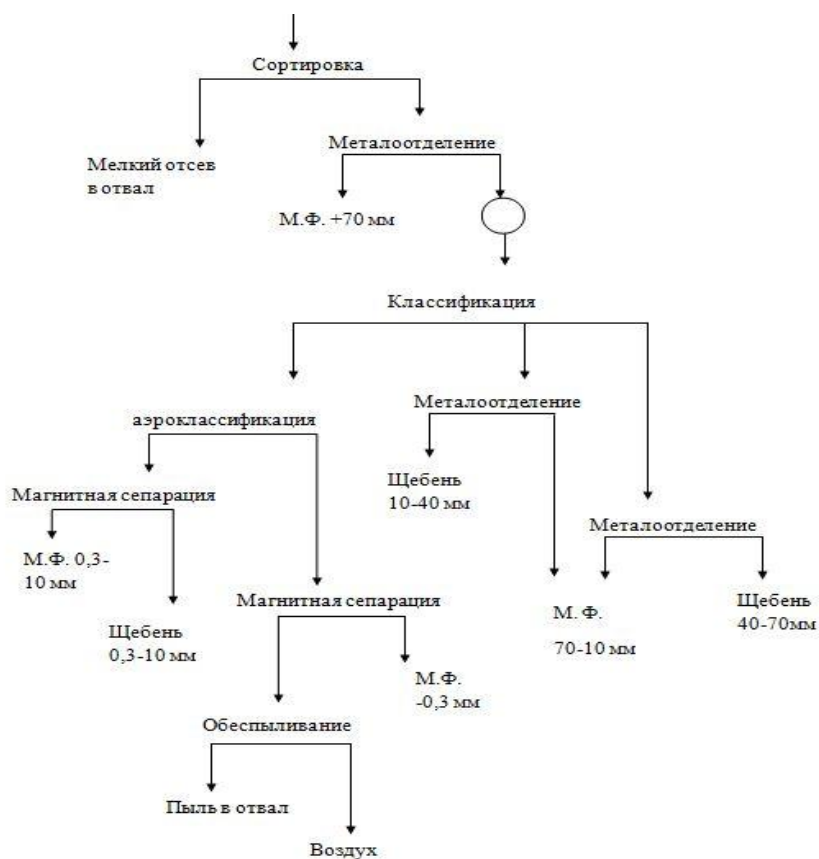 Сортировка
Металоотделение
Мелкий отсев
в отвал
М.Ф. +70 мм
Классификация
Металоотделение
аэроклассификация
Щебень
10-40 мм
Магнитная сепарация
Металоотделение
М.Ф. 0,3-
10 мм
Магнитная сепарация
М. Ф.
70-10 мм
Щебень
40-70мм
Щебень
0,3-10 мм
М.Ф.
-0,3 мм
Обеспыливание
Пыль в отвал
Воздух